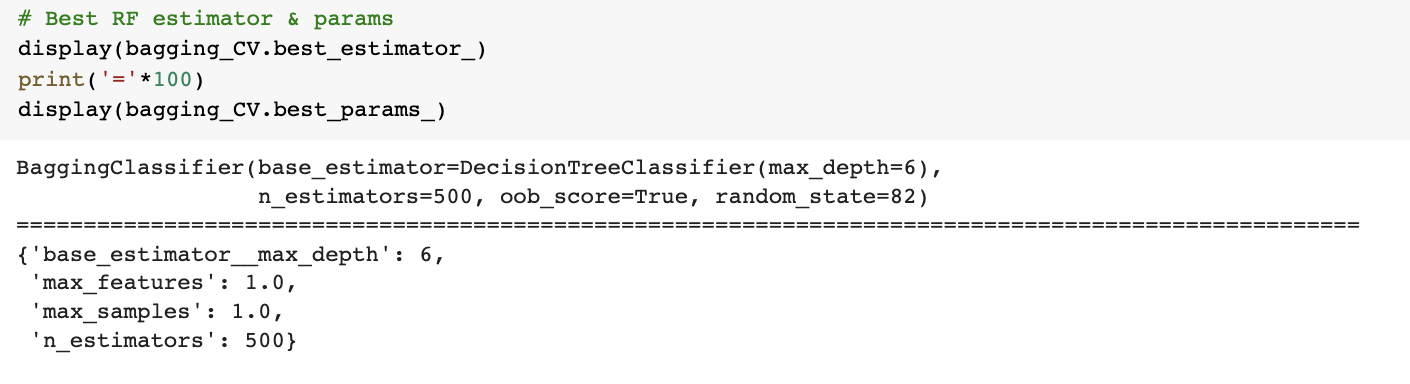 # Best RF estimator & params
display(bagging_CV.best_estimator_)
print('='*100)
display(bagging_CV.best_params_)
BaggingClassifier(base_estimator=DecisionTreeClassifier(max_depth=6),
                  n_estimators=500, oob_score=True, random_state=82)
====================================================================================================
{'base_estimator__max_depth': 6,
 'max_features': 1.0,
 'max_samples': 1.0,
 'n_estimators': 500}